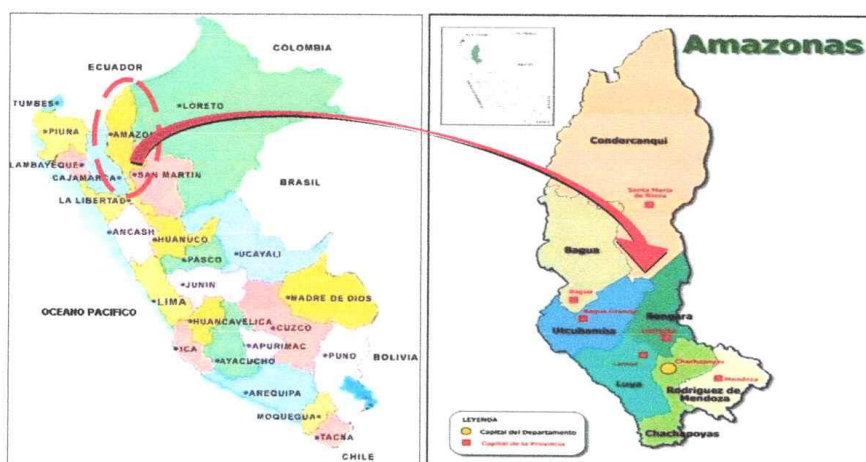 COLOMBIA
ECUADOR
TUMBES
LORETO
PIURA
AMAZON
LAMBAYEQUE
CAJAMARCA
SAN MARTIN
BRASIL
LA LIBERTAD
ANCASH
HUANUCO
UCAYALI
PASCO
JUNIN
OCEANO PACIFICO
LIMA
MADRE DE DIOS
HUANCAVELICA
CUZCO
ICA
APURIMAC
PUNO
BOLIVIA
AYACUCHO
AREQUIPA
MOQUEGUA
TACNA
CHILE
Amazonas
Condorcanqui
Santa María
de Nieva
Bagua
Bagua
Bagua Grande
Bongara
Utcubamba
Lamud
Chachapoyas
Luya
Mendoza
Rodriguez de
Mendoza
Chachapoyas
LEYENDA
Capital del Departamento
Capital de la Provincia